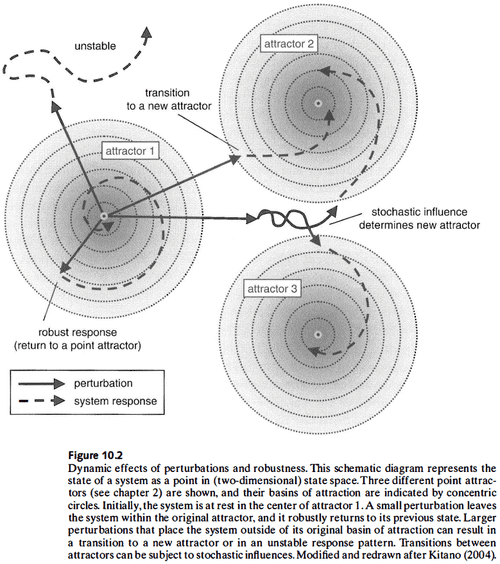 unstable
attractor 2
transition
to a new attractor
attractor 1
stochastic influence
determines new attractor
attractor 3
robust response
(return to a point attractor)
perturbation
system response
Figure 10.2
Dynamic effects of perturbations and robustness. This schematic diagram represents the
state of a system as a point in (two-dimensional) state space. Three different point attrac-
tors (see chapter 2) are shown, and their basins of attraction are indicated by concentric
circles. Initially, the system is at rest in the center of attractor 1. A small perturbation leaves
the system within the original attractor, and it robustly returns to its previous state. Larger
perturbations that place the system outside of its original basin of attraction can result in
a transition to a new attractor or in an unstable response pattern. Transitions between
attractors can be subject to stochastic influences. Modified and redrawn after Kitano (2004).